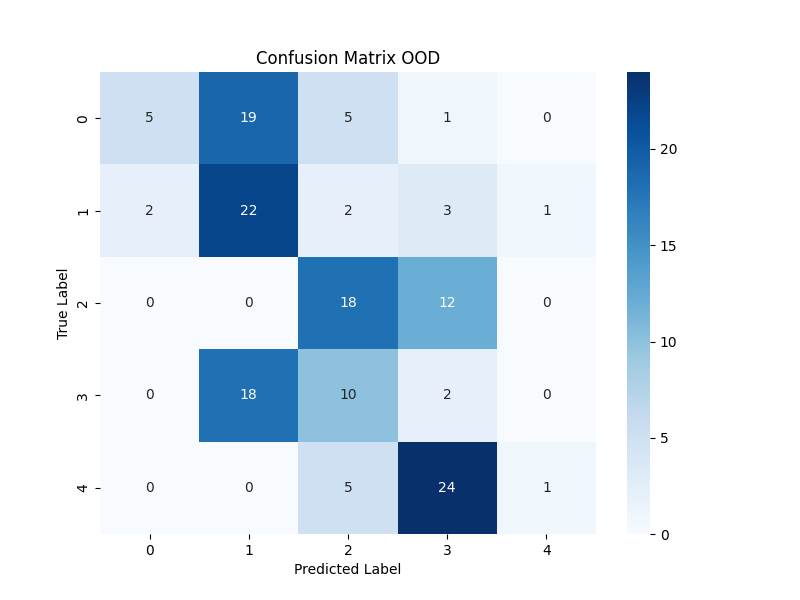 Confusion Matrix OOD
0 5 19 5 1 0
1 2 22 2 3 1
2 0 0 18 12 0
3 0 18 10 2 0
4 0 0 5 24 1
0 1 2 3 4
Predicted Label
True Label
20
15
10
5
0